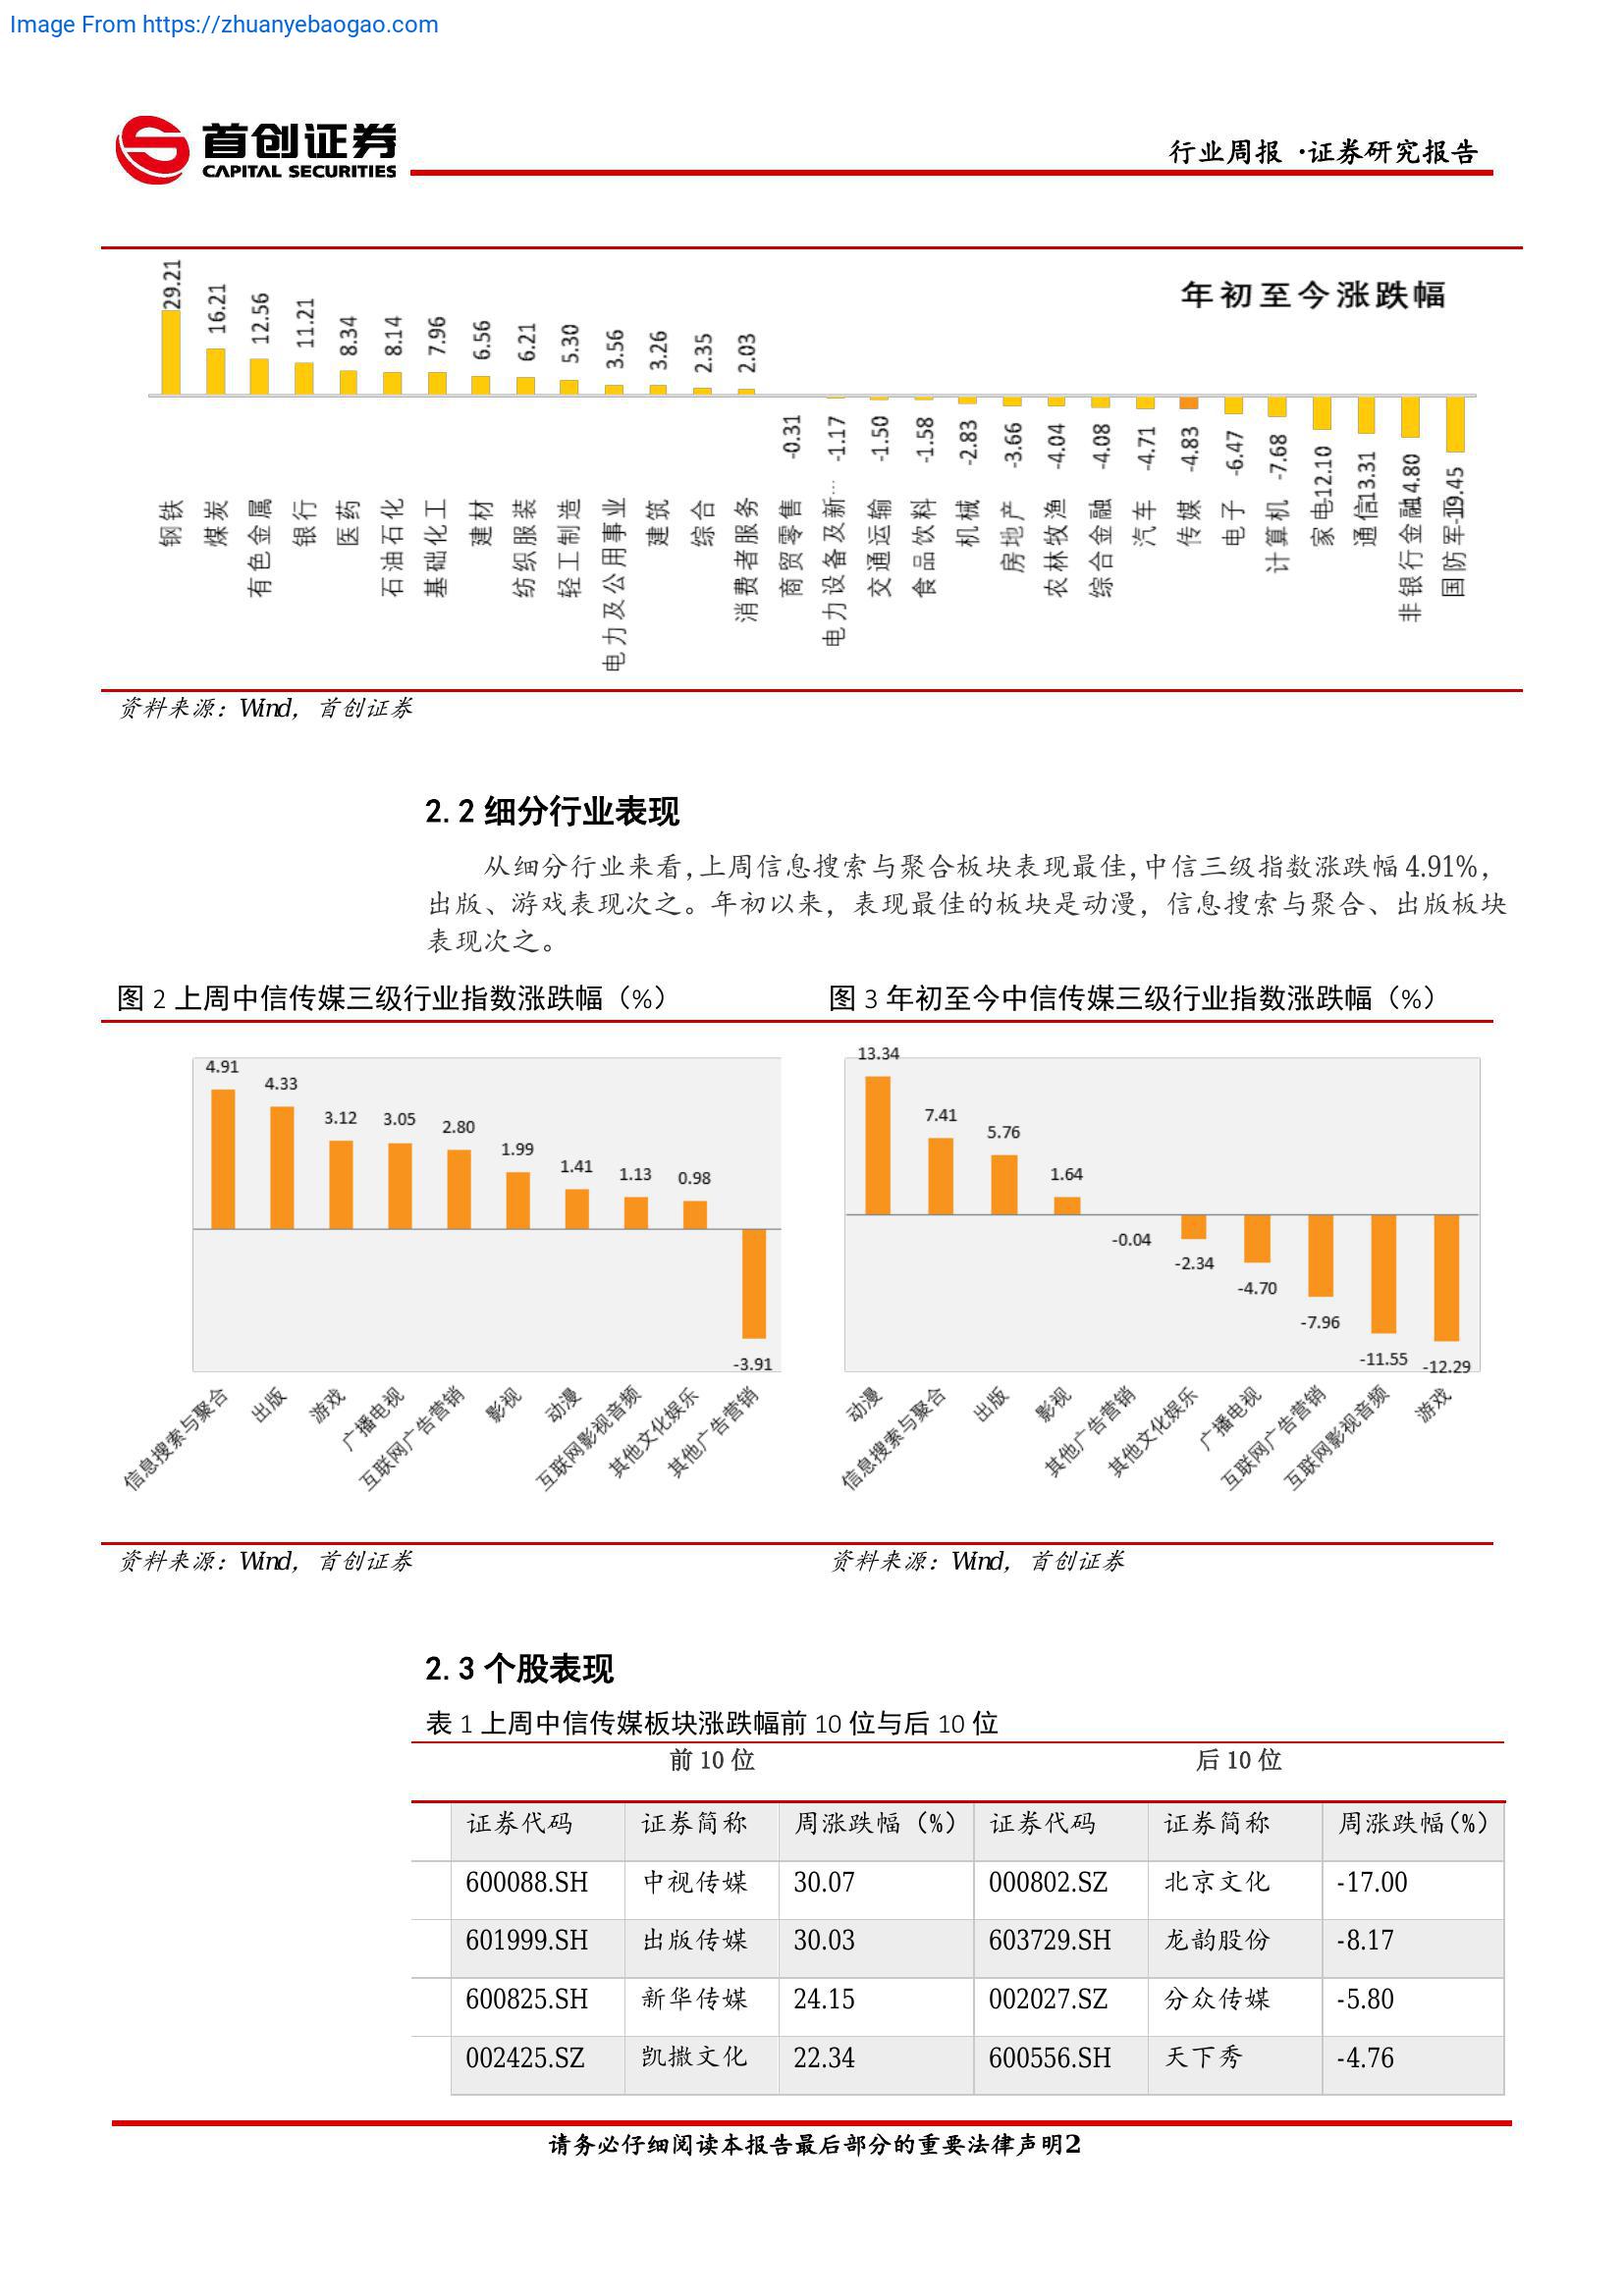 Image From https://zhuanyebaogao.com
首创证券
CAPITAL SECURITIES
行业周报 ·证券研究报告
年初至今涨跌幅
29.21 16.21 12.56 11.21 8.34 8.14 7.96 6.56 6.21 5.30 3.56 3.26 2.35 2.03 -0.31 -1.17 -1.50 -1.58 -2.83 -3.66 -4.04 -4.08 -4.71 -4.83 -6.47 -7.68 -12.10 -13.31 -14.80 -19.45
钢铁 煤炭 有色金属 银行 医药 石油石化 基础化工 建材 纺织服装 轻工制造 电力及公用事业 建筑 综合 消费者服务 商贸零售 电力设备及新… 交通运输 食品饮料 机械 房地产 农林牧渔 综合金融 汽车 传媒 电子 计算机 家电 通信 非银行金融 国防军工
资料来源：Wind，首创证券
2.2 细分行业表现
从细分行业来看，上周信息搜索与聚合板块表现最佳，中信三级指数涨跌幅 4.91%，
出版、游戏表现次之。年初以来，表现最佳的板块是动漫，信息搜索与聚合、出版板块
表现次之。
图 2 上周中信传媒三级行业指数涨跌幅（%）
4.91 4.33 3.12 3.05 2.80 1.99 1.41 1.13 0.98 -3.91
信息搜索与聚合 出版 游戏 广播电视 互联网广告营销 影视 动漫 互联网影视音频 其他文化娱乐 其他广告营销
资料来源：Wind，首创证券
图 3 年初至今中信传媒三级行业指数涨跌幅（%）
13.34 7.41 5.76 1.64 -0.04 -2.34 -4.70 -7.96 -11.55 -12.29
动漫 信息搜索与聚合 出版 影视 其他广告营销 其他文化娱乐 广播电视 互联网广告营销 互联网影视音频 游戏
资料来源：Wind，首创证券
2.3 个股表现
表 1 上周中信传媒板块涨跌幅前 10 位与后 10 位
前 10 位 后 10 位
证券代码 证券简称 周涨跌幅（%） 证券代码 证券简称 周涨跌幅(%)
600088.SH 中视传媒 30.07 000802.SZ 北京文化 -17.00
601999.SH 出版传媒 30.03 603729.SH 龙韵股份 -8.17
600825.SH 新华传媒 24.15 002027.SZ 分众传媒 -5.80
002425.SZ 凯撒文化 22.34 600556.SH 天下秀 -4.76
请务必仔细阅读本报告最后部分的重要法律声明2